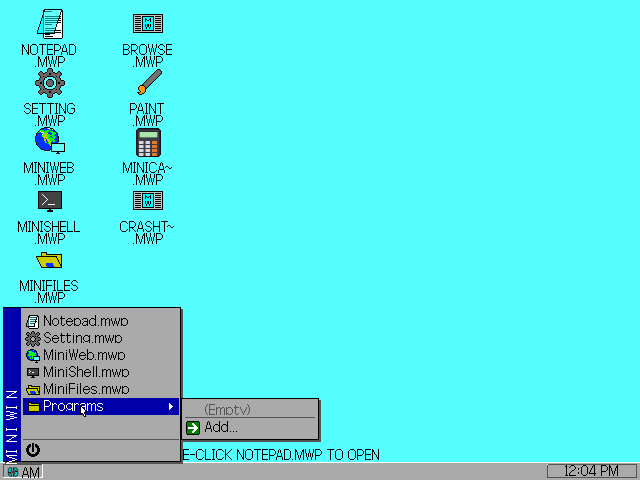 NOTEPAD
.MWP
BROWSE
.MWP
SETTING
.MWP
PAINT
.MWP
MINIWEB
.MWP
MINICA~
.MWP
MINISHELL
.MWP
CRASHT~
.MWP
MINIFILES
.MWP
MINI WIN
Notepad.mwp
Setting.mwp
MiniWeb.mwp
MiniShell.mwp
MiniFiles.mwp
Programs
(Empty)
Add...
E-CLICK NOTEPAD.MWP TO OPEN
AM
12:04 PM